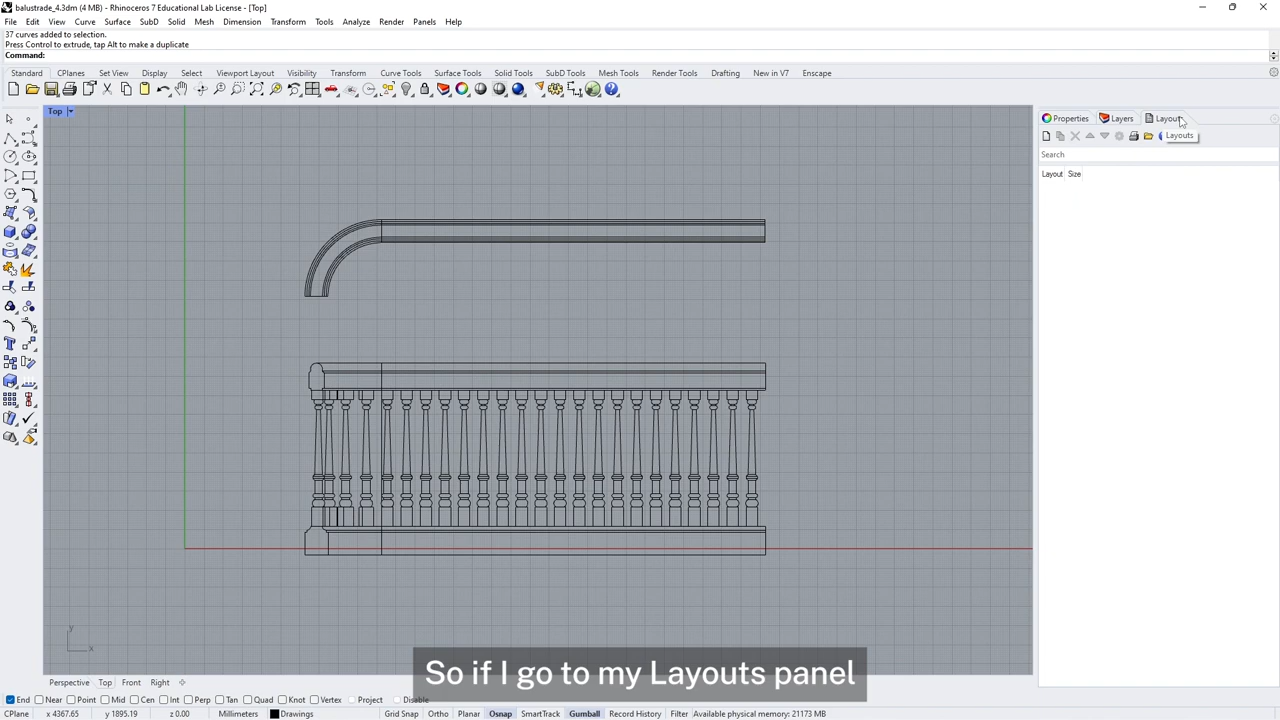 balustrade_4.3dm (4 MB) - Rhinoceros 7 Educational Lab License - [Top]
File Edit View Curve Surface SubD Solid Mesh Dimension Transform Tools Analyze Render Panels Help
37 curves added to selection.
Press Control to extrude, tap Alt to make a duplicate
Command:
Standard CPlanes Set View Display Select Viewport Layout Visibility Transform Curve Tools Surface Tools Solid Tools SubD Tools Mesh Tools Render Tools Drafting New in V7 Enscape
Top
Properties Layers Layouts
Layouts
Search
Layout Size
y
x
So if I go to my Layouts panel
Perspective Top Front Right
End Near Point Mid Cen Int Perp Tan Quad Knot Vertex Project Disable
CPlane x 4367.65 y 1895.19 z 0.00 Millimeters Drawings Grid Snap Ortho Planar Osnap SmartTrack Gumball Record History Filter Available physical memory: 21173 MB